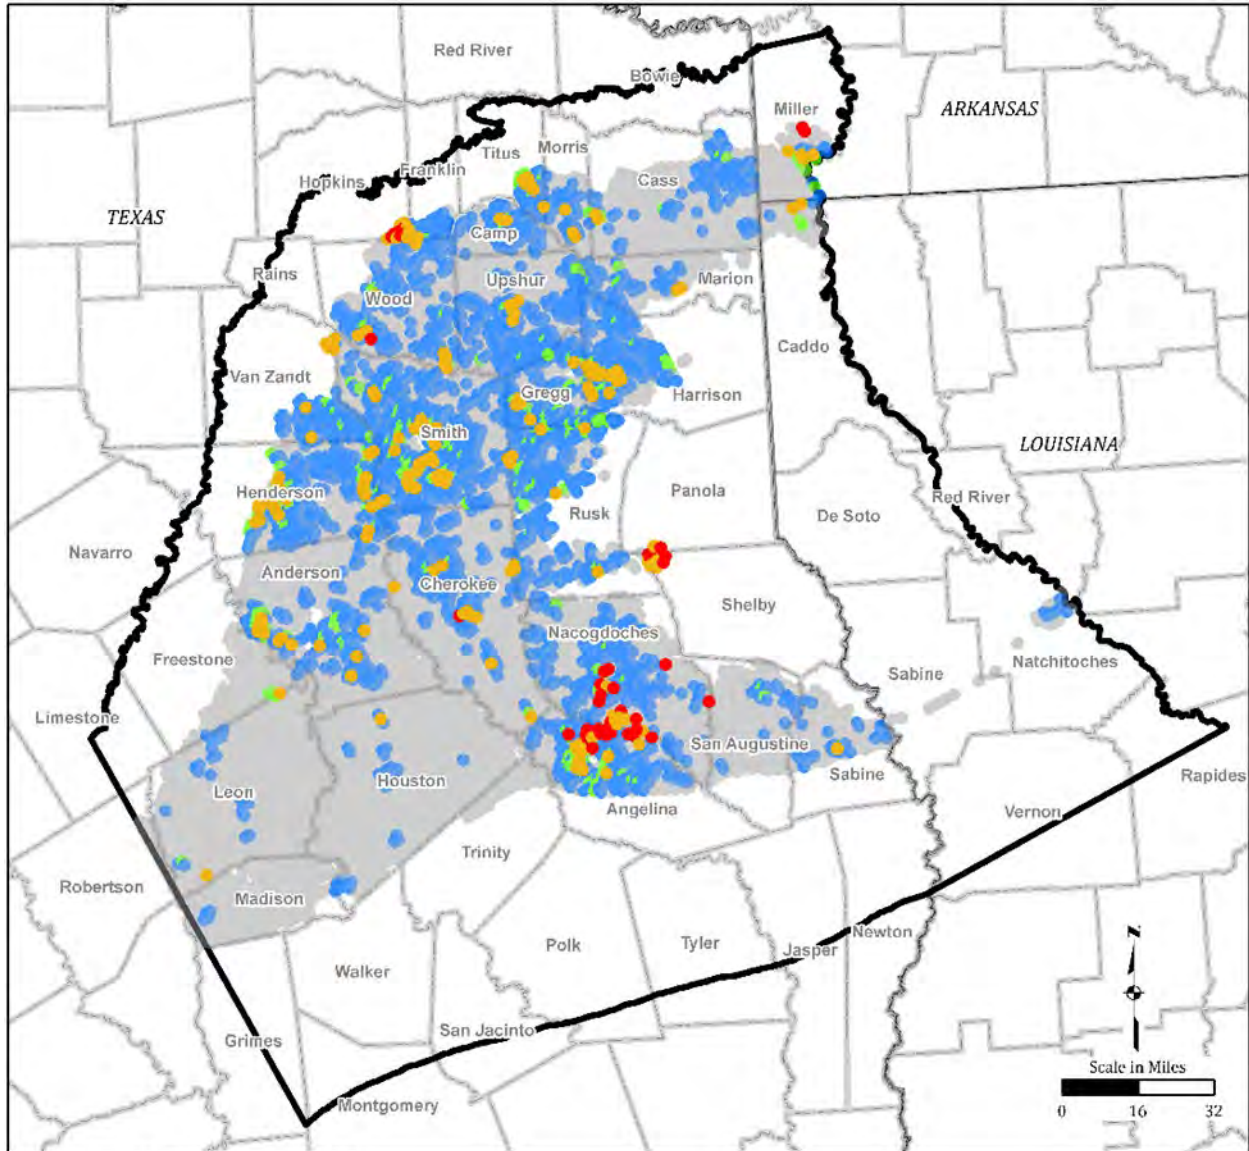 Red River
Bowie
Miller
ARKANSAS
Titus
Morris
Franklin
Hopkins
Cass
TEXAS
Camp
Rains
Upshur
Marion
Wood
Caddo
Van Zandt
Gregg
Harrison
Smith
LOUISIANA
Henderson
Panola
Red River
Rusk
De Soto
Navarro
Anderson
Cherokee
Shelby
Nacogdoches
Freestone
Natchitoches
Sabine
Limestone
San Augustine
Houston
Sabine
Rapides
Leon
Angelina
Vernon
Trinity
Robertson
Madison
Newton
Polk
Tyler
Jasper
N
Walker
San Jacinto
Grimes
Scale in Miles
Montgomery
0 16 32